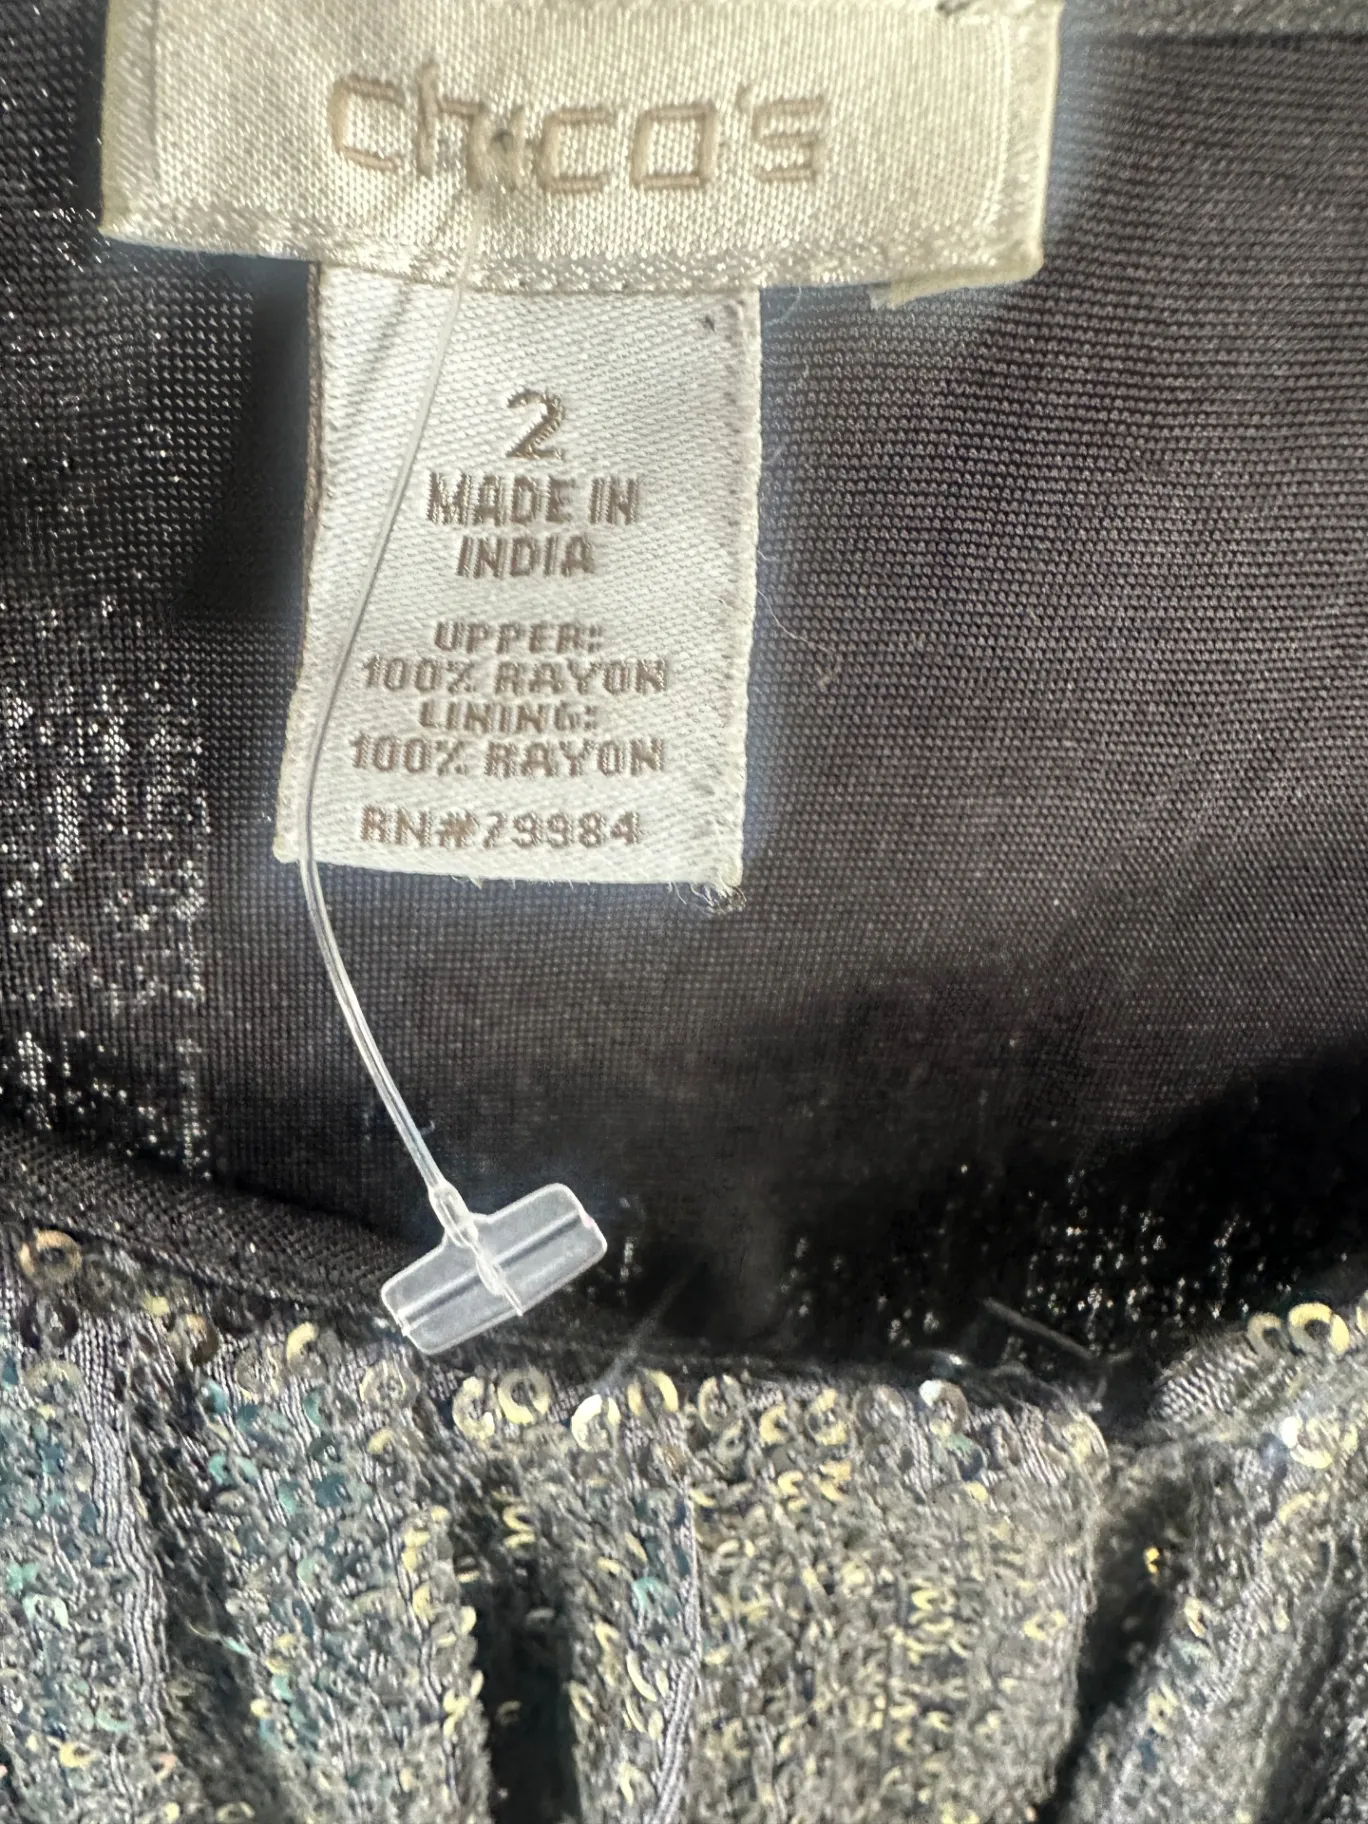 chico's
2
MADE IN
INDIA
UPPER:
100% RAYON
LINING:
100% RAYON
RN#79984